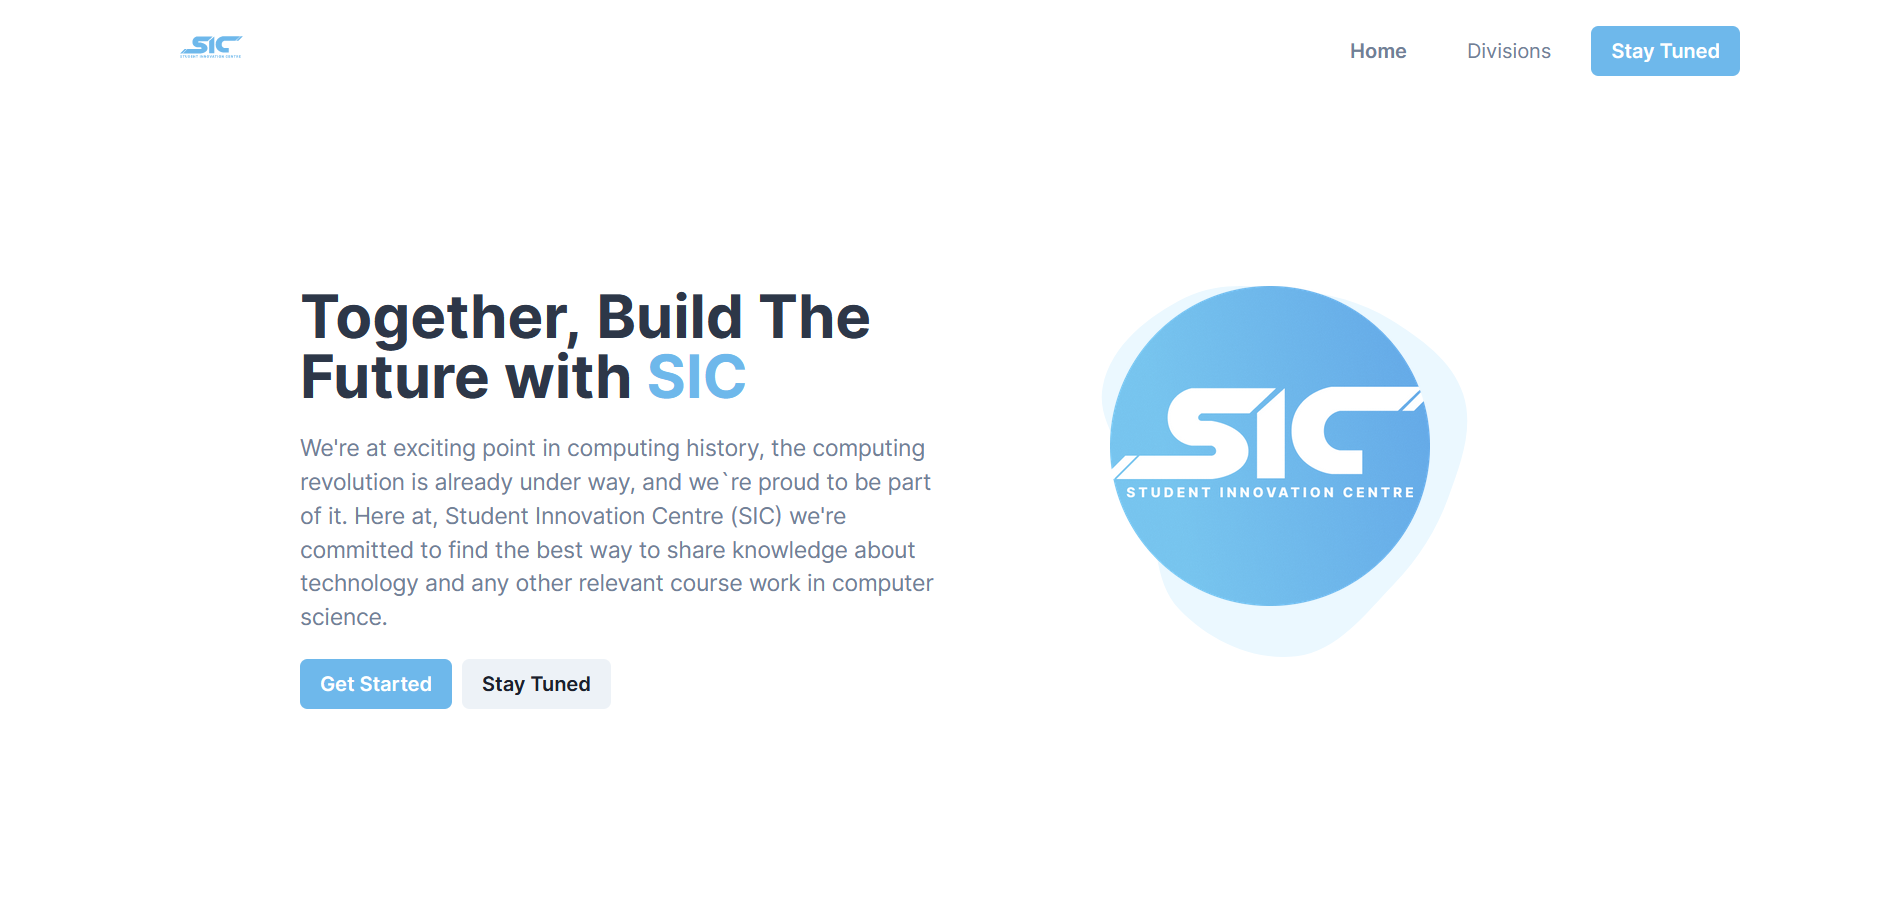 SIC
STUDENT INNOVATION CENTRE
Home
Divisions
Stay Tuned
Together, Build The
Future with SIC
We're at exciting point in computing history, the computing
revolution is already under way, and we`re proud to be part
of it. Here at, Student Innovation Centre (SIC) we're
committed to find the best way to share knowledge about
technology and any other relevant course work in computer
science.
Get Started
Stay Tuned
SIC
STUDENT INNOVATION CENTRE